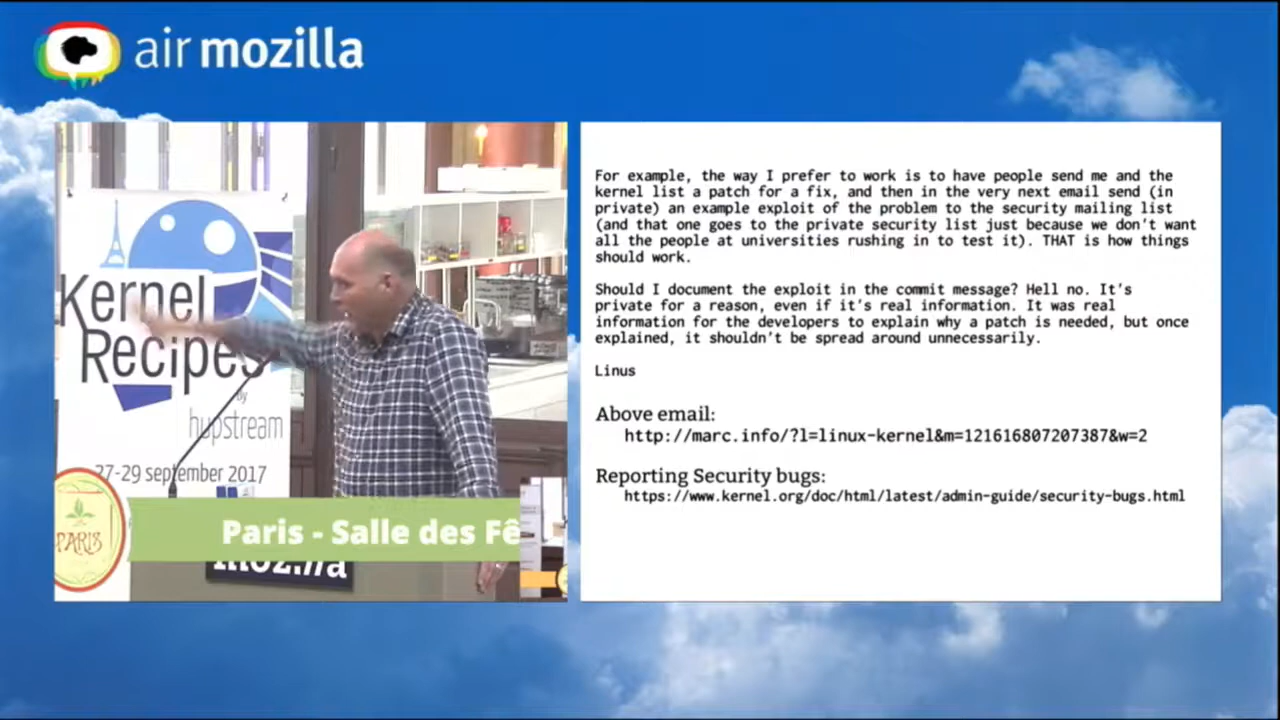 air mozilla
Kernel
Recipes
by
hupstream
27-29 september 2017
PARIS
Paris - Salle des Fê
moz://a
For example, the way I prefer to work is to have people send me and the
kernel list a patch for a fix, and then in the very next email send (in
private) an example exploit of the problem to the security mailing list
(and that one goes to the private security list just because we don't want
all the people at universities rushing in to test it). THAT is how things
should work.
Should I document the exploit in the commit message? Hell no. It's
private for a reason, even if it's real information. It was real
information for the developers to explain why a patch is needed, but once
explained, it shouldn't be spread around unnecessarily.
Linus
Above email:
http://marc.info/?l=linux-kernel&m=121616807207387&w=2
Reporting Security bugs:
https://www.kernel.org/doc/html/latest/admin-guide/security-bugs.html